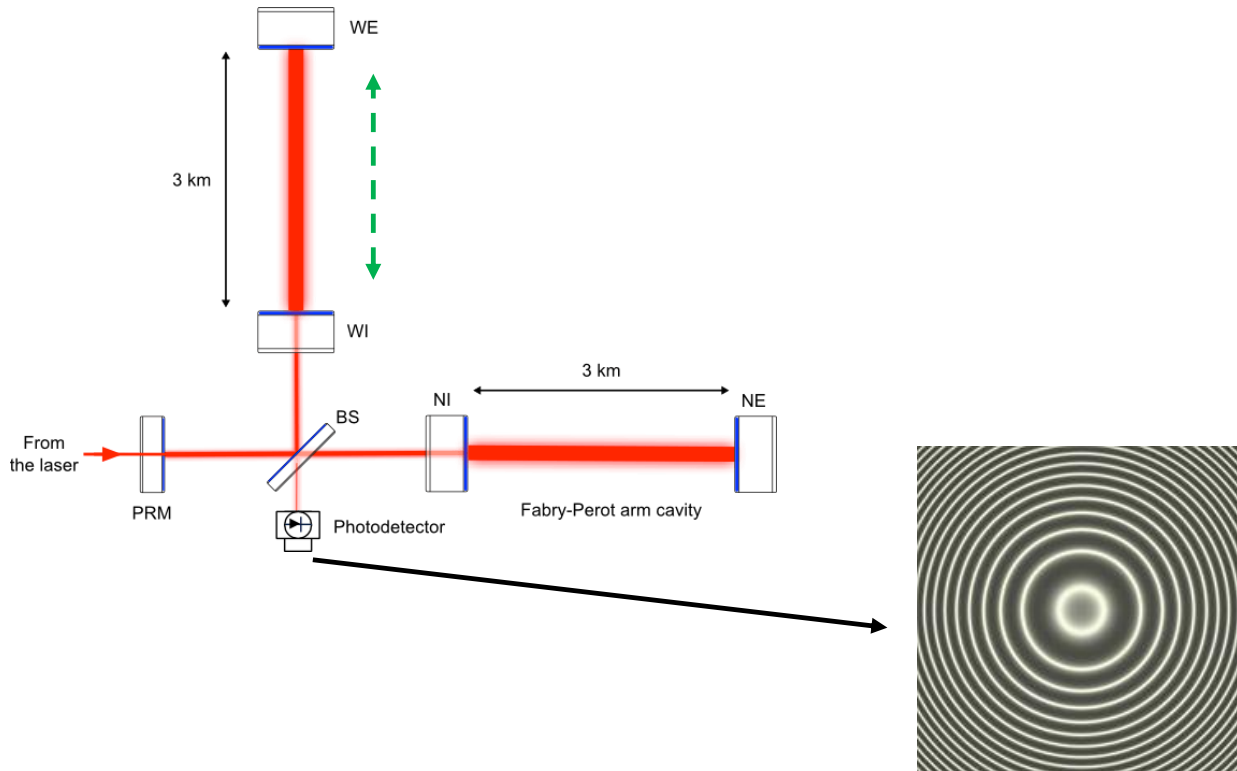 WE
3 km
WI
3 km
NI
NE
BS
From
the laser
PRM
Fabry-Perot arm cavity
Photodetector